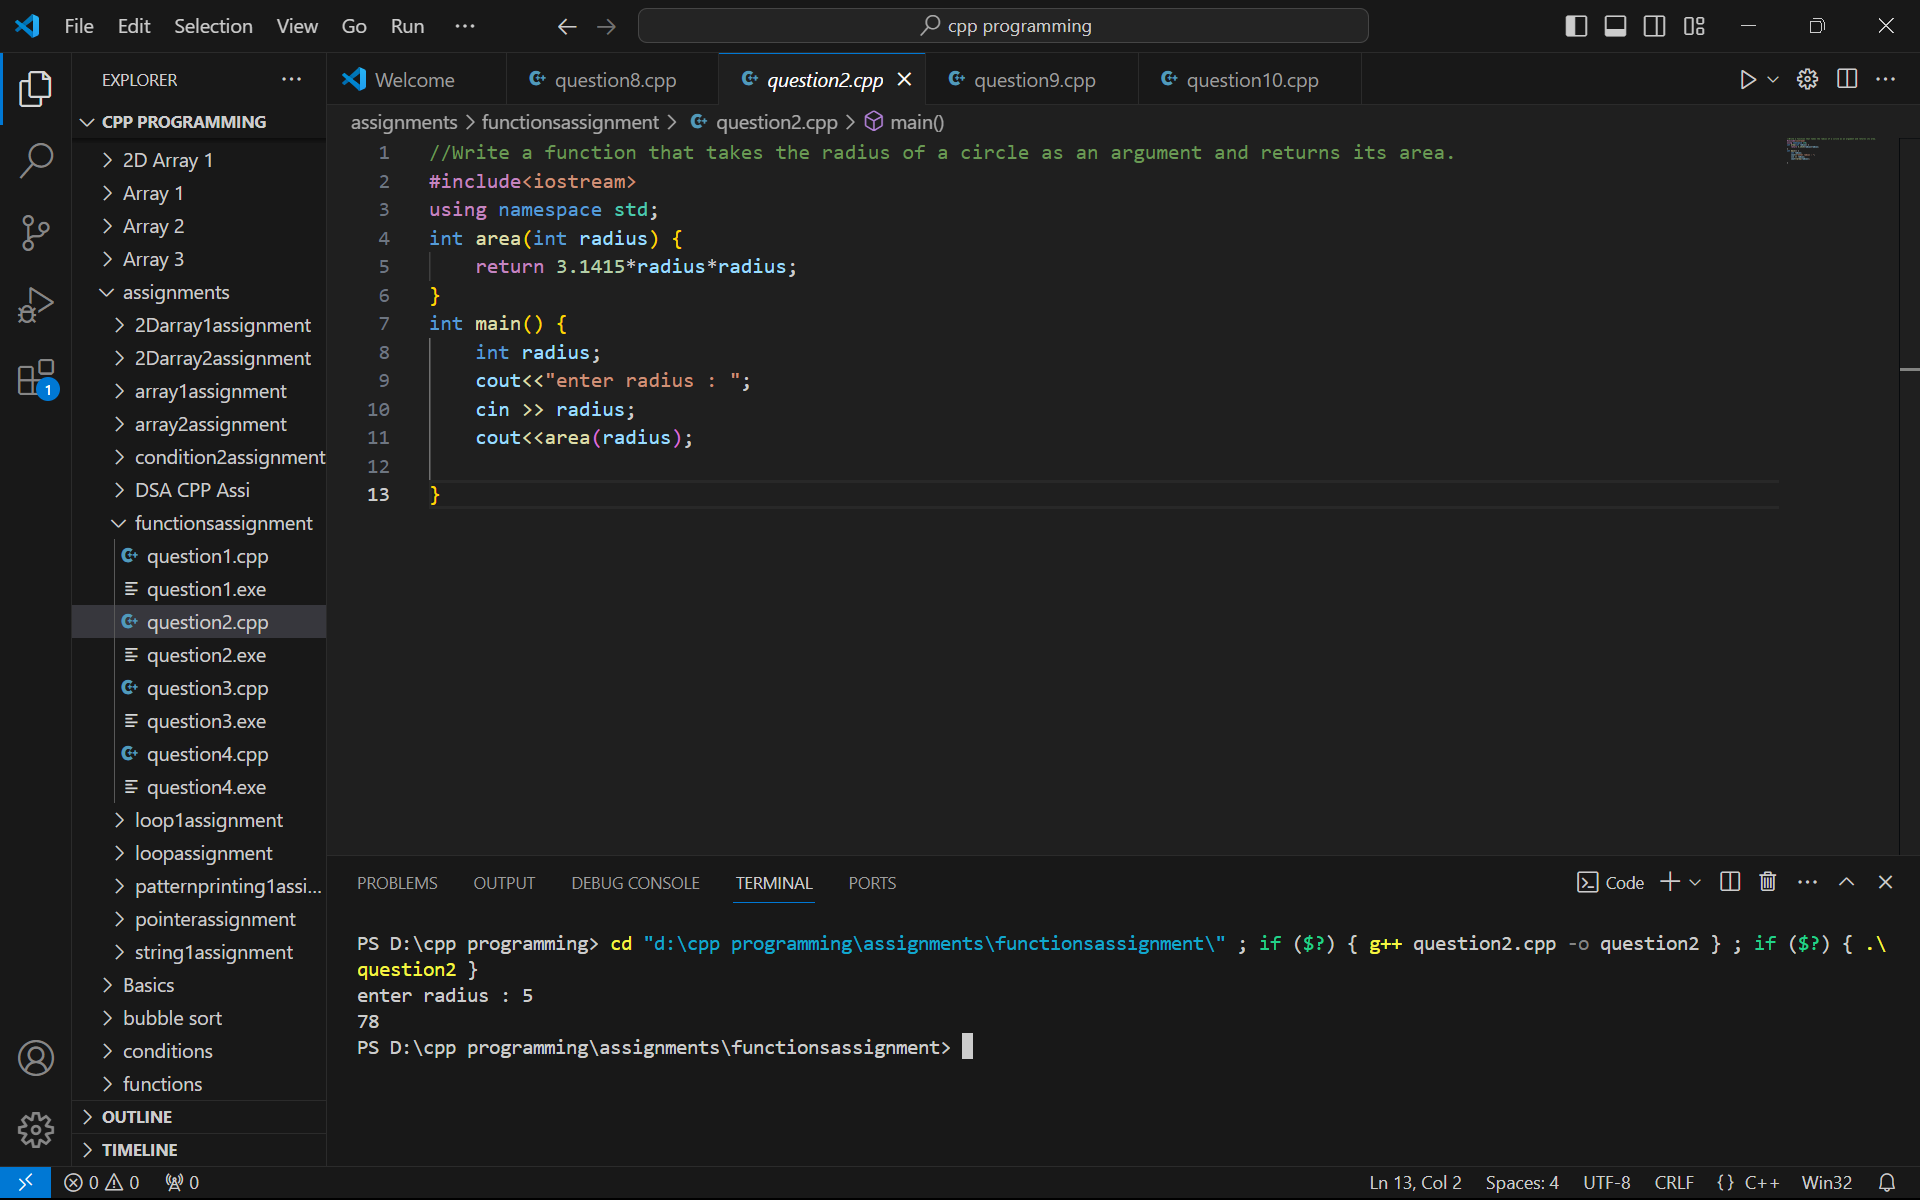 File Edit Selection View Go Run ···
cpp programming
EXPLORER ···
CPP PROGRAMMING
2D Array 1
Array 1
Array 2
Array 3
assignments
2Darray1assignment
2Darray2assignment
array1assignment
array2assignment
condition2assignment
DSA CPP Assi
functionsassignment
question1.cpp
question1.exe
question2.cpp
question2.exe
question3.cpp
question3.exe
question4.cpp
question4.exe
loop1assignment
loopassignment
patternprinting1assi...
pointerassignment
string1assignment
Basics
bubble sort
conditions
functions
OUTLINE
TIMELINE
1
Welcome question8.cpp question2.cpp question9.cpp question10.cpp
assignments > functionsassignment > question2.cpp > main()
1 //Write a function that takes the radius of a circle as an argument and returns its area.
2 #include<iostream>
3 using namespace std;
4 int area(int radius) {
5 return 3.1415*radius*radius;
6 }
7 int main() {
8 int radius;
9 cout<<"enter radius : ";
10 cin >> radius;
11 cout<<area(radius);
12
13 }
PROBLEMS OUTPUT DEBUG CONSOLE TERMINAL PORTS
Code
PS D:\cpp programming> cd "d:\cpp programming\assignments\functionsassignment\" ; if ($?) { g++ question2.cpp -o question2 } ; if ($?) { .\
question2 }
enter radius : 5
78
PS D:\cpp programming\assignments\functionsassignment>
0 0 0
Ln 13, Col 2 Spaces: 4 UTF-8 CRLF {} C++ Win32